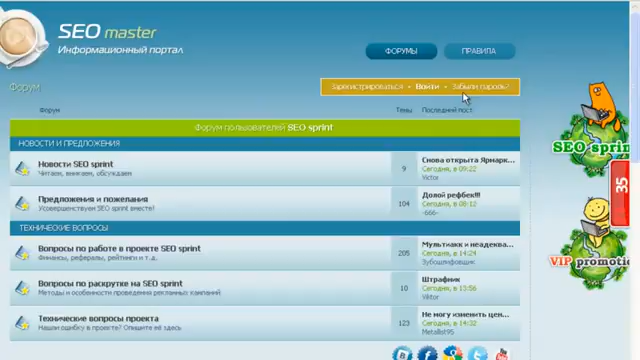 SEO master
Информационный портал
ФОРУМЫ
ПРАВИЛА
Форум
Зарегистрироваться • Войти • Забыли пароль?
Форум
Темы
Последний пост
Форум пользователей SEO sprint
НОВОСТИ И ПРЕДЛОЖЕНИЯ
Новости SEO sprint
Читаем, вникаем, обсуждаем
9
Снова открыта Ярмарк...
Сегодня, в 09:22
Victor
Предложения и пожелания
Усовершенствуем SEO sprint вместе!
104
Долой рефбек!!!
Сегодня, в 08:12
-666-
ТЕХНИЧЕСКИЕ ВОПРОСЫ
Вопросы по работе в проекте SEO sprint
Финансы, рефералы, рейтинги и т.д.
205
Мультиакк и неадеква...
Сегодня, в 14:24
Зубошифовщик
Вопросы по раскрутке на SEO sprint
Методы и особенности проведения рекламных кампаний
10
Штрафник
Сегодня, в 13:56
Viktor
Технические вопросы проекта
Нашли ошибку в проекте? Опишите её здесь
123
Не могу изменить цен...
Сегодня, в 14:32
Metallist95
SEO sprin
35
VIP promotio